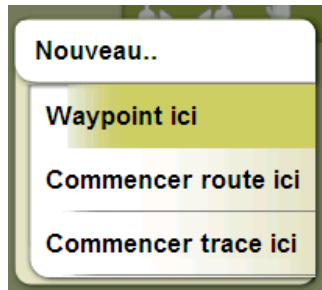 Nouveau..
Waypoint ici
Commencer route ici
Commencer trace ici